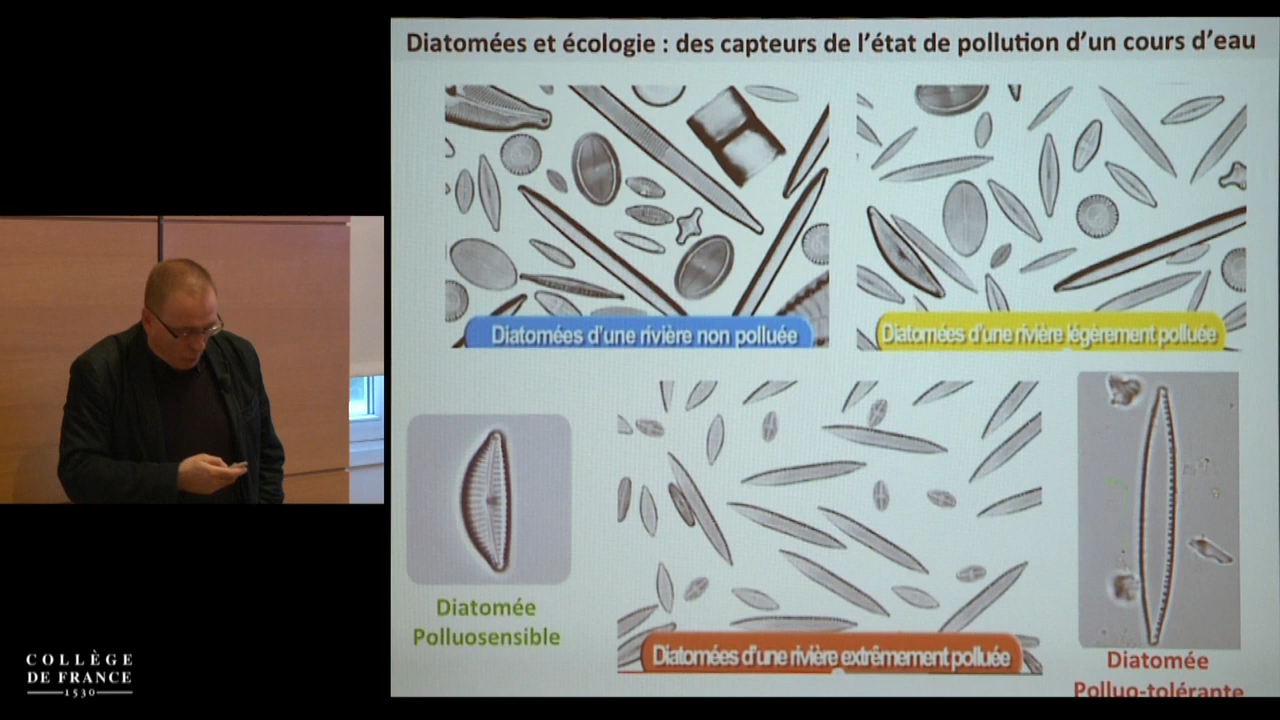 Diatomées et écologie : des capteurs de l'état de pollution d'un cours d'eau
Diatomées d'une rivière non polluée
Diatomées d'une rivière légèrement polluée
Diatomée
Polluosensible
Diatomées d'une rivière extrêmement polluée
Diatomée
Polluo-tolérante
COLLÈGE
DE FRANCE
1530